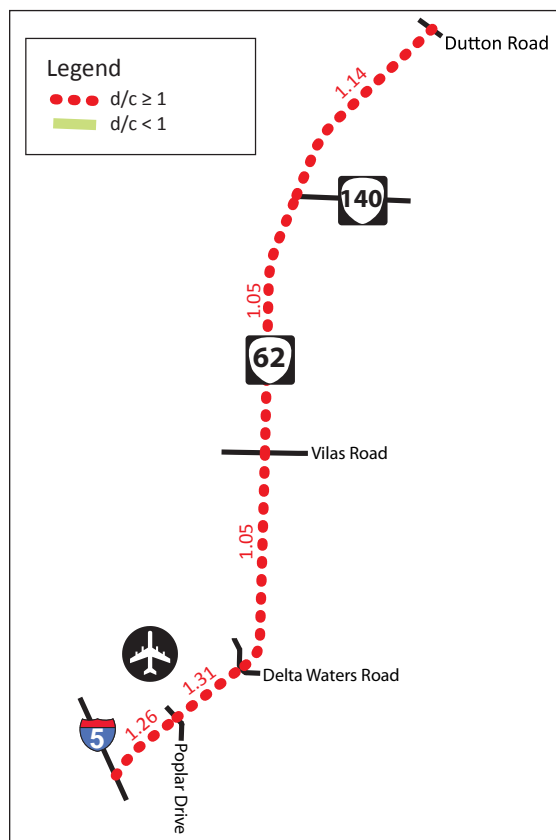 Legend
d/c ≥ 1
d/c < 1
Dutton Road
1.14
140
1.05
62
Vilas Road
1.05
Delta Waters Road
1.31
1.26
5
Poplar Drive